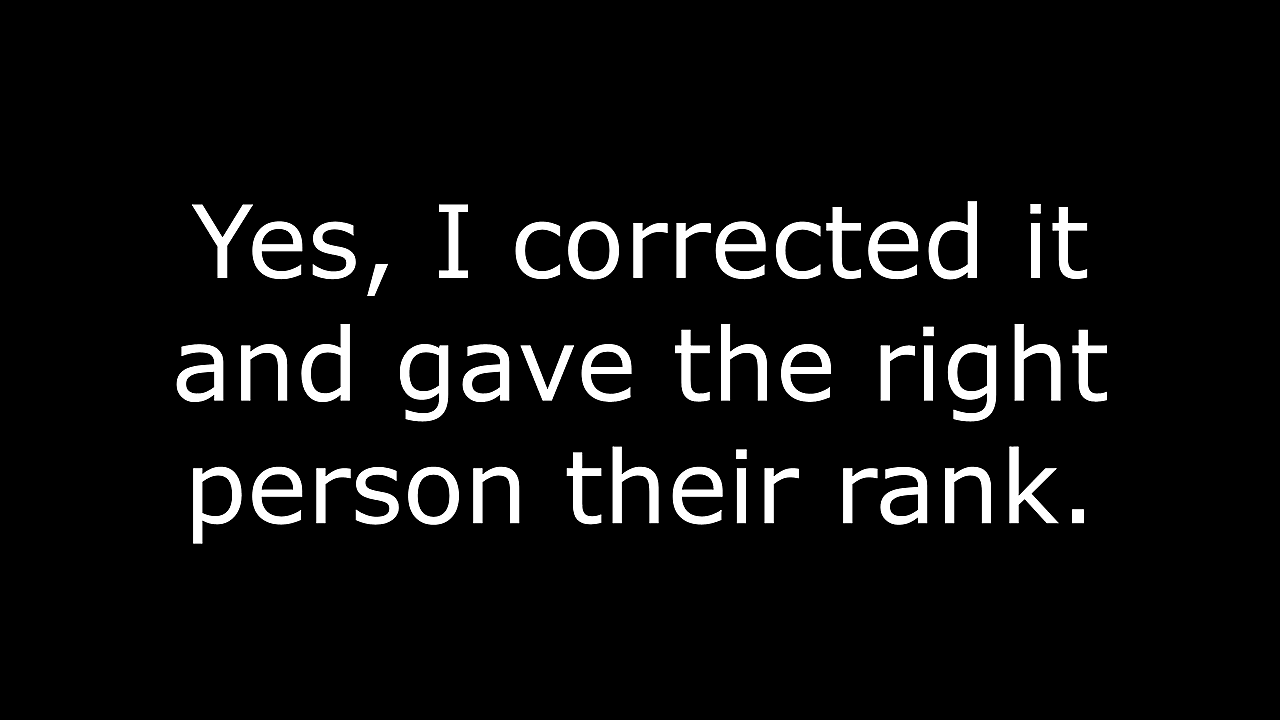 Yes, I corrected it
and gave the right
person their rank.